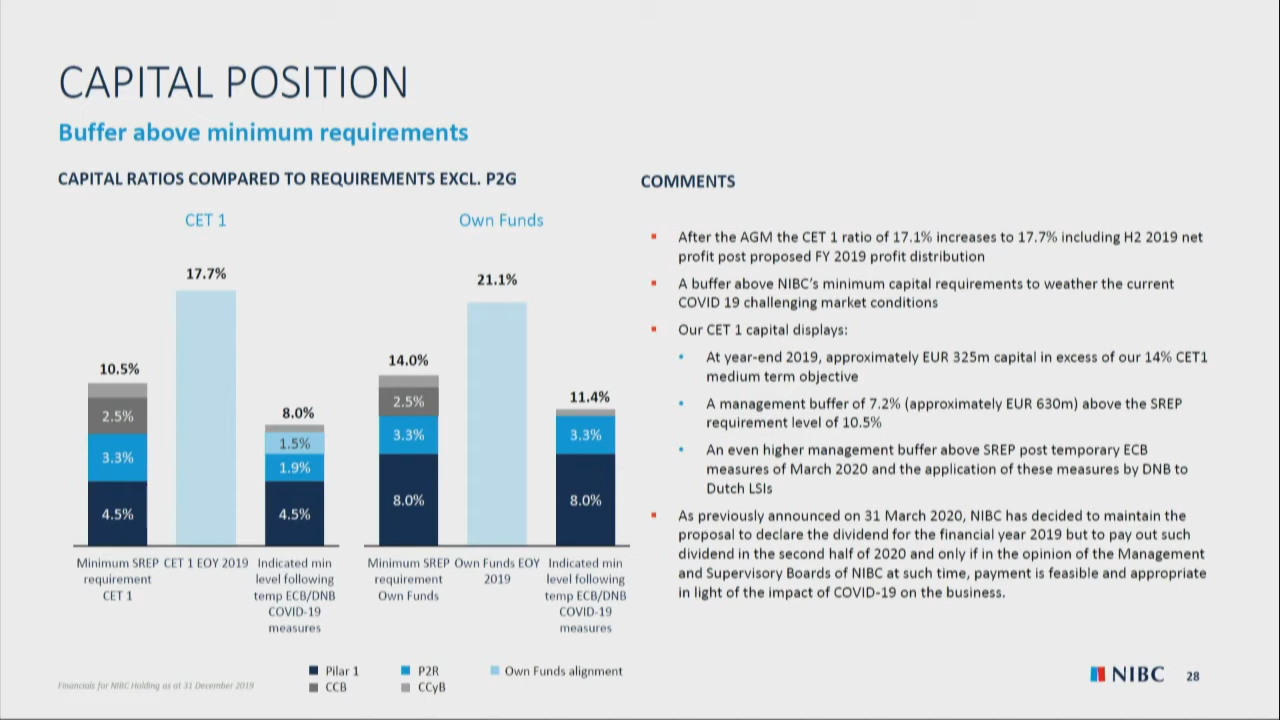 CAPITAL POSITION
Buffer above minimum requirements
CAPITAL RATIOS COMPARED TO REQUIREMENTS EXCL. P2G
CET 1
Own Funds
17.7%
21.1%
10.5%
14.0%
8.0%
11.4%
2.5%
3.3%
4.5%
1.5%
1.9%
4.5%
2.5%
3.3%
8.0%
3.3%
8.0%
Minimum SREP
requirement
CET 1
CET 1 EOY 2019
Indicated min
level following
temp ECB/DNB
COVID-19
measures
Minimum SREP
requirement
Own Funds
Own Funds EOY
2019
Indicated min
level following
temp ECB/DNB
COVID-19
measures
Pilar 1
P2R
Own Funds alignment
CCB
CCyB
Financials for NIBC Holding as at 31 December 2019
COMMENTS
After the AGM the CET 1 ratio of 17.1% increases to 17.7% including H2 2019 net
profit post proposed FY 2019 profit distribution
A buffer above NIBC's minimum capital requirements to weather the current
COVID 19 challenging market conditions
Our CET 1 capital displays:
At year-end 2019, approximately EUR 325m capital in excess of our 14% CET1
medium term objective
A management buffer of 7.2% (approximately EUR 630m) above the SREP
requirement level of 10.5%
An even higher management buffer above SREP post temporary ECB
measures of March 2020 and the application of these measures by DNB to
Dutch LSIs
As previously announced on 31 March 2020, NIBC has decided to maintain the
proposal to declare the dividend for the financial year 2019 but to pay out such
dividend in the second half of 2020 and only if in the opinion of the Management
and Supervisory Boards of NIBC at such time, payment is feasible and appropriate
in light of the impact of COVID-19 on the business.
NIBC
28